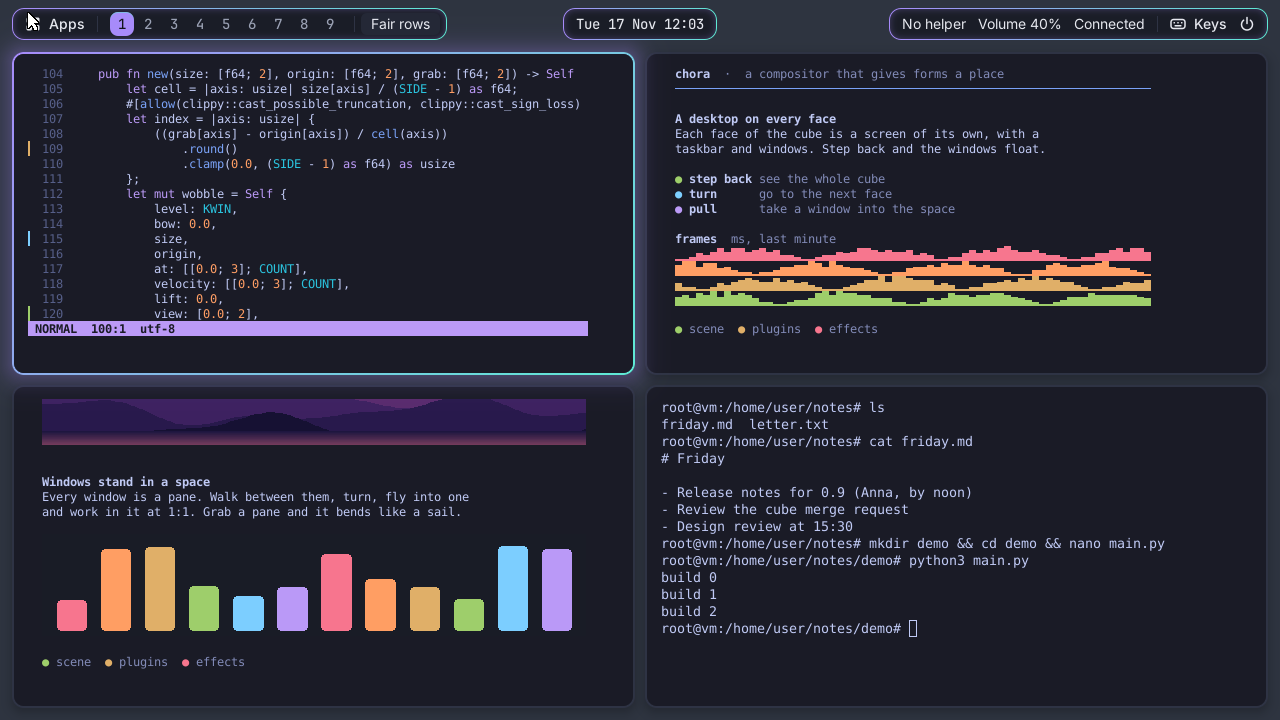 Apps 1 2 3 4 5 6 7 8 9 Fair rows
Tue 17 Nov 12:03
No helper Volume 40% Connected Keys
104 pub fn new(size: [f64; 2], origin: [f64; 2], grab: [f64; 2]) -> Self
105 let cell = |axis: usize| size[axis] / (SIDE - 1) as f64;
106 #[allow(clippy::cast_possible_truncation, clippy::cast_sign_loss)
107 let index = |axis: usize| {
108 ((grab[axis] - origin[axis]) / cell(axis))
109 .round()
110 .clamp(0.0, (SIDE - 1) as f64) as usize
111 };
112 let mut wobble = Self {
113 level: KWIN,
114 bow: 0.0,
115 size,
116 origin,
117 at: [[0.0; 3]; COUNT],
118 velocity: [[0.0; 3]; COUNT],
119 lift: 0.0,
120 view: [0.0; 2],
NORMAL 100:1 utf-8
chora · a compositor that gives forms a place
A desktop on every face
Each face of the cube is a screen of its own, with a
taskbar and windows. Step back and the windows float.
● step back see the whole cube
● turn go to the next face
● pull take a window into the space
frames ms, last minute
● scene ● plugins ● effects
Windows stand in a space
Every window is a pane. Walk between them, turn, fly into one
and work in it at 1:1. Grab a pane and it bends like a sail.
● scene ● plugins ● effects
root@vm:/home/user/notes# ls
friday.md letter.txt
root@vm:/home/user/notes# cat friday.md
# Friday
- Release notes for 0.9 (Anna, by noon)
- Review the cube merge request
- Design review at 15:30
root@vm:/home/user/notes# mkdir demo && cd demo && nano main.py
root@vm:/home/user/notes/demo# python3 main.py
build 0
build 1
build 2
root@vm:/home/user/notes/demo#